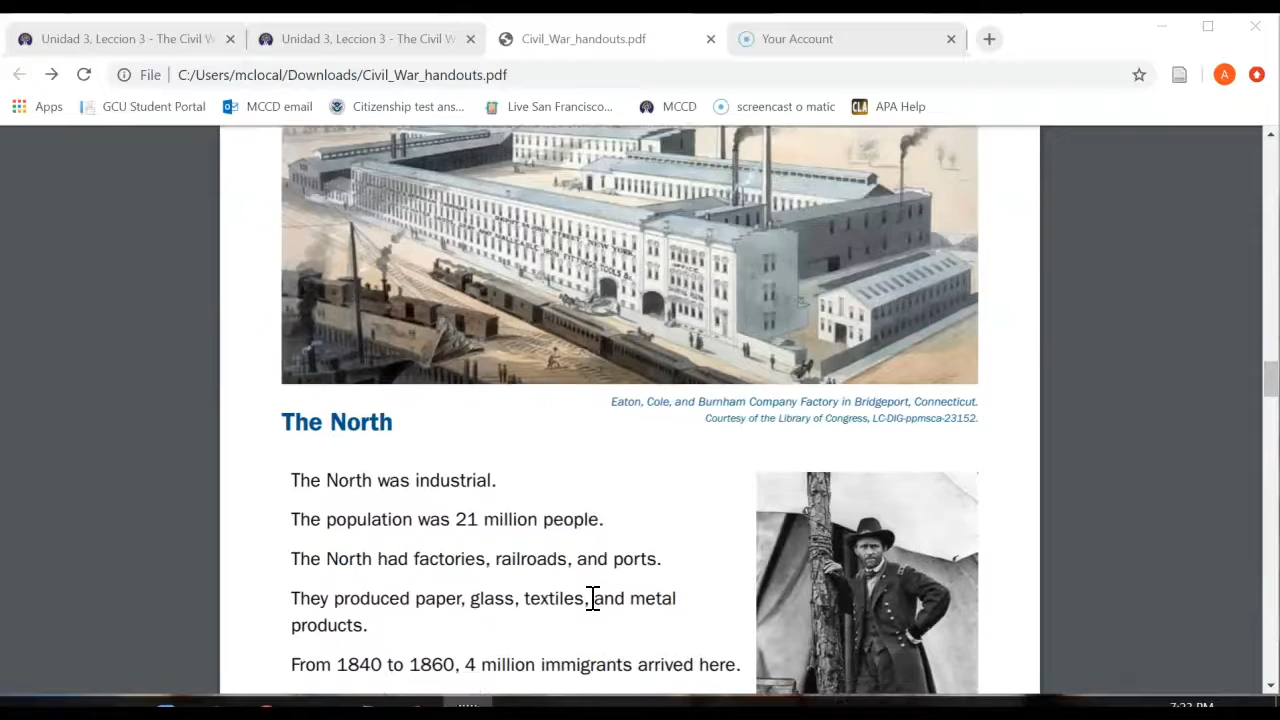 Unidad 3, Leccion 3 - The Civil W
Unidad 3, Leccion 3 - The Civil W
Civil_War_handouts.pdf
Your Account
File
C:/Users/mclocal/Downloads/Civil_War_handouts.pdf
A
Apps
GCU Student Portal
MCCD email
Citizenship test ans...
Live San Francisco...
MCCD
screencast o matic
CLA
APA Help
OFFICE
Eaton, Cole, and Burnham Company Factory in Bridgeport, Connecticut.
Courtesy of the Library of Congress, LC-DIG-ppmsca-23152.
The North
The North was industrial.
The population was 21 million people.
The North had factories, railroads, and ports.
They produced paper, glass, textiles, and metal
products.
From 1840 to 1860, 4 million immigrants arrived here.